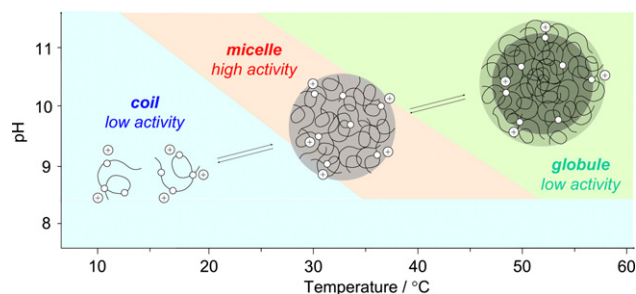 11
10
9
8
pH
coil
low activity
micelle
high activity
globule
low activity
10
20
30
40
50
60
Temperature / °C